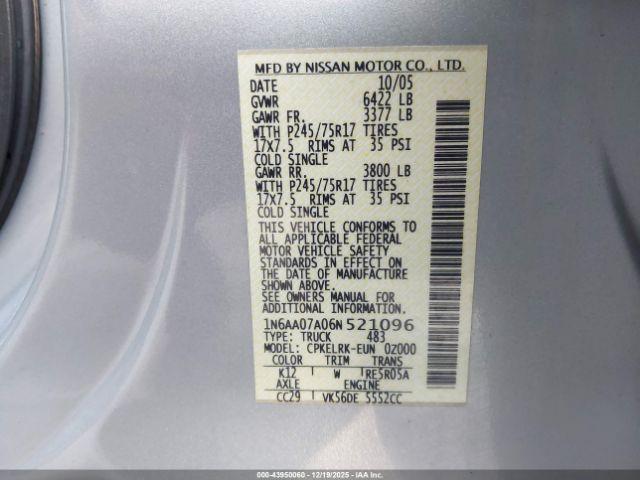 MFD BY NISSAN MOTOR CO., LTD.
DATE 10/05
GVWR 6422 LB
GAWR FR. 3377 LB
WITH P245/75R17 TIRES
17X7.5 RIMS AT 35 PSI
COLD SINGLE
GAWR RR. 3800 LB
WITH P245/75R17 TIRES
17X7.5 RIMS AT 35 PSI
COLD SINGLE
THIS VEHICLE CONFORMS TO
ALL APPLICABLE FEDERAL
MOTOR VEHICLE SAFETY
STANDARDS IN EFFECT ON
THE DATE OF MANUFACTURE
SHOWN ABOVE.
SEE OWNERS MANUAL FOR
ADDITIONAL INFORMATION
1N6AA07A06N521096
TYPE: TRUCK 483
MODEL: CPKELRK-EUN 0Z000
COLOR TRIM TRANS
K12 W RE5R05A
AXLE ENGINE
CC29 VK56DE 5552CC
000-43950060 - 12/19/2025 - IAAI.com